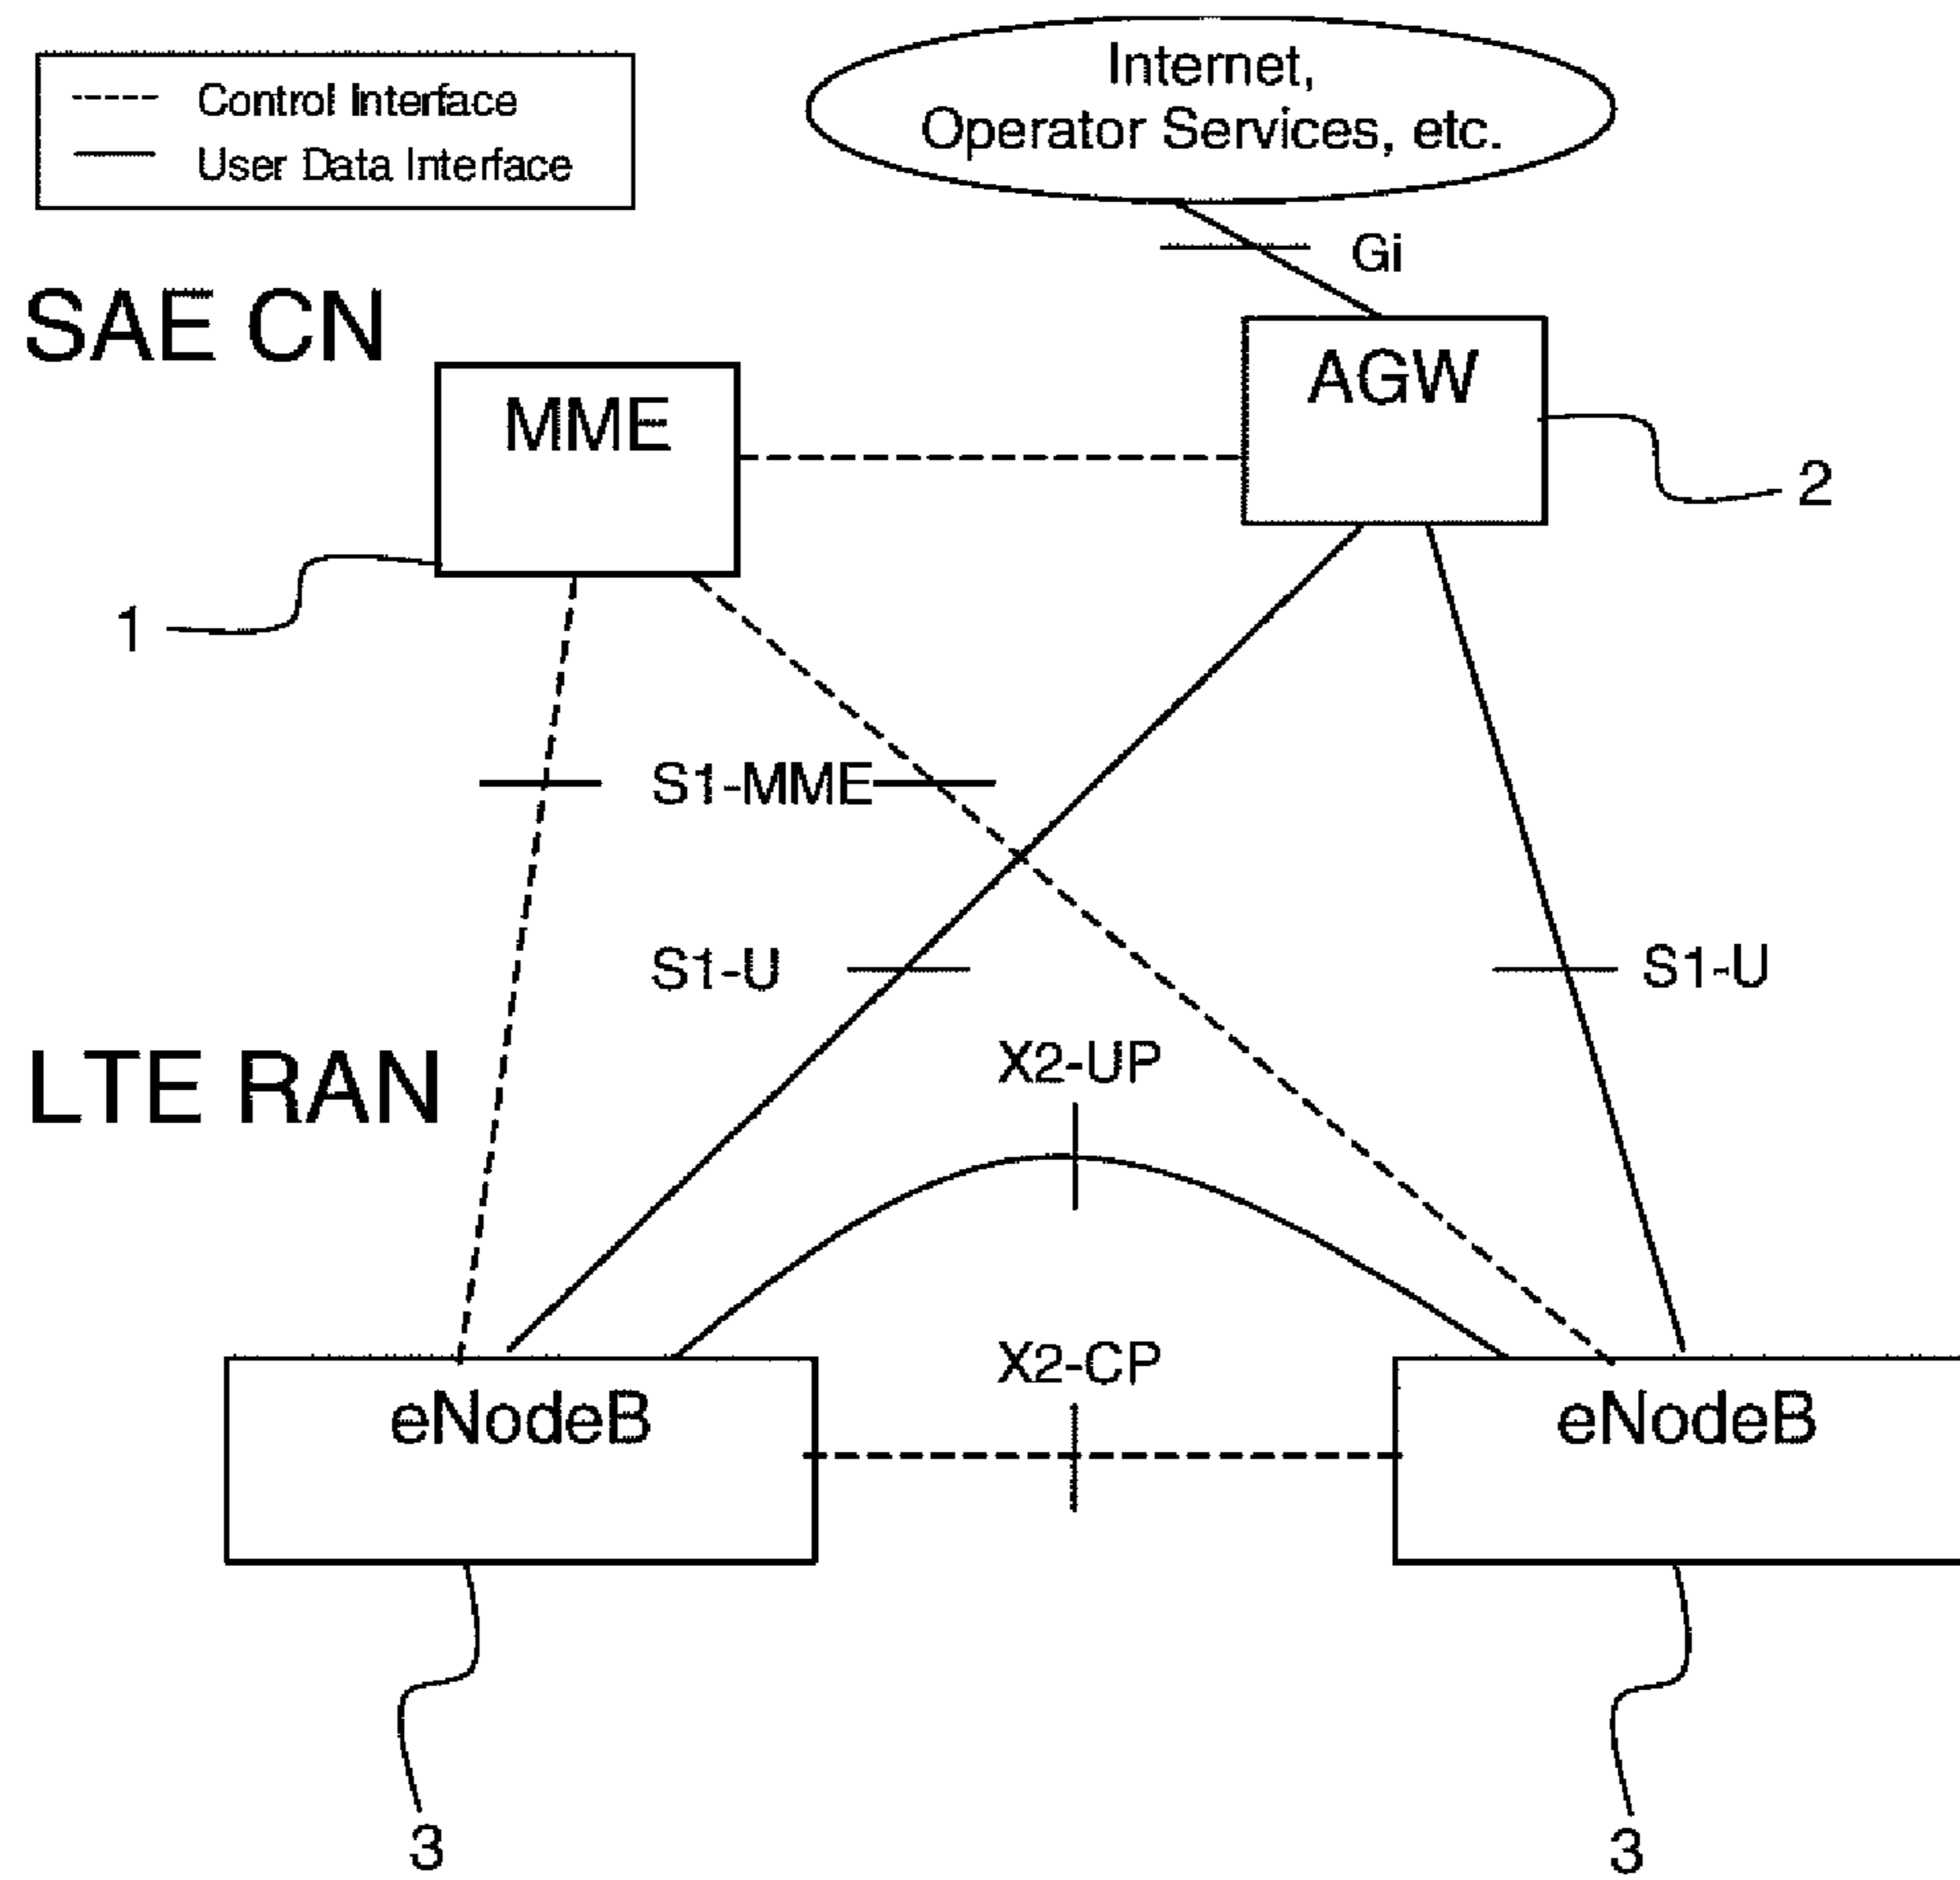 Control Interface
User Data Interface
Internet,
Operator Services, etc.
Gi
SAE CN
MME
AGW
2
1
S1-MME
S1-U
S1-U
LTE RAN
X2-UP
X2-CP
eNodeB
eNodeB
3
3